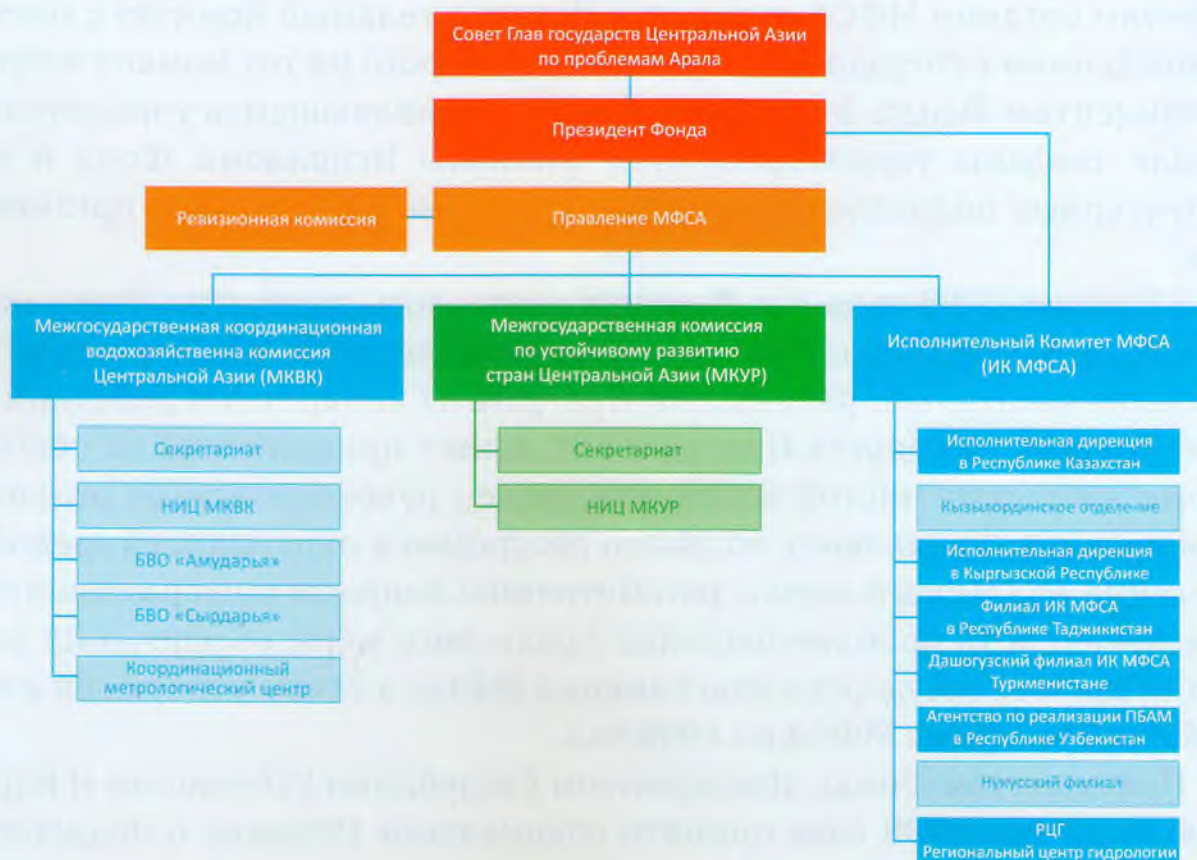 Совет Глав государств Центральной Азии
по проблемам Арала
Президент Фонда
Ревизионная комиссия
Правление МФСА
Межгосударственная координационная
водохозяйственна комиссия
Центральной Азии (МКВК)
Секретариат
НИЦ МКВК
БВО «Амударья»
БВО «Сырдарья»
Координационный
метрологический центр
Межгосударственная комиссия
по устойчивому развитию
стран Центральной Азии (МКУР)
Секретариат
НИЦ МКУР
Исполнительный Комитет МФСА
(ИК МФСА)
Исполнительная дирекция
в Республике Казахстан
Кызылординское отделение
Исполнительная дирекция
в Кыргызской Республике
Филиал ИК МФСА
в Республике Таджикистан
Дашогузский филиал ИК МФСА
Туркменистане
Агентство по реализации ПБАМ
в Республике Узбекистан
Нукусский филиал
РЦГ
Региональный центр гидрологии